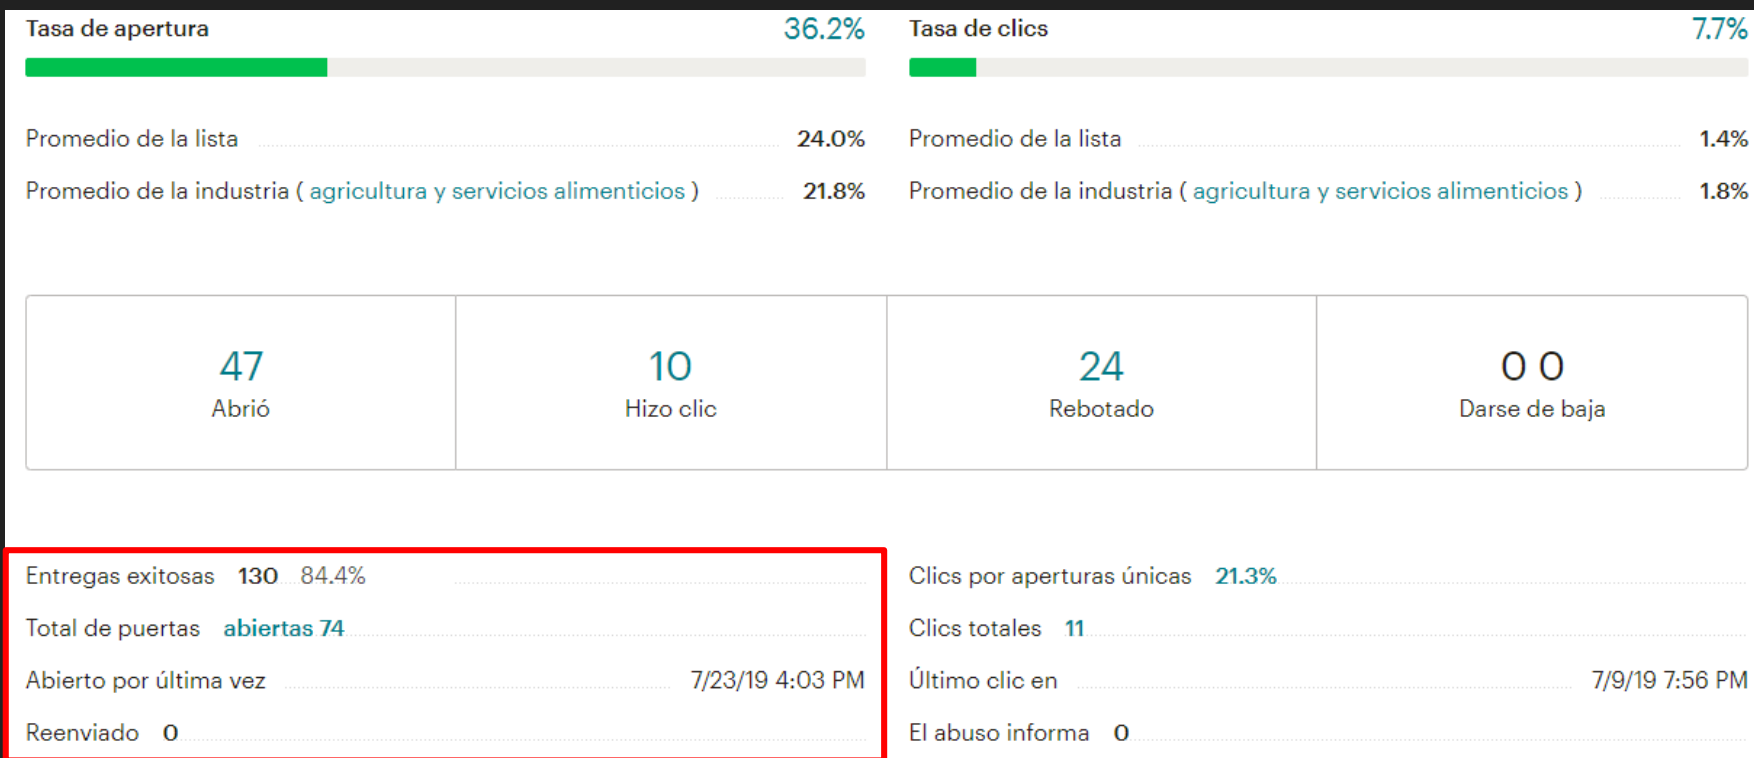 Tasa de apertura 36.2%
Tasa de clics 7.7%
Promedio de la lista 24.0%
Promedio de la industria ( agricultura y servicios alimenticios ) 21.8%
Promedio de la lista 1.4%
Promedio de la industria ( agricultura y servicios alimenticios ) 1.8%
47
Abrió
10
Hizo clic
24
Rebotado
0 0
Darse de baja
Entregas exitosas 130 84.4%
Total de puertas abiertas 74
Abierto por última vez 7/23/19 4:03 PM
Reenviado 0
Clics por aperturas únicas 21.3%
Clics totales 11
Último clic en 7/9/19 7:56 PM
El abuso informa 0